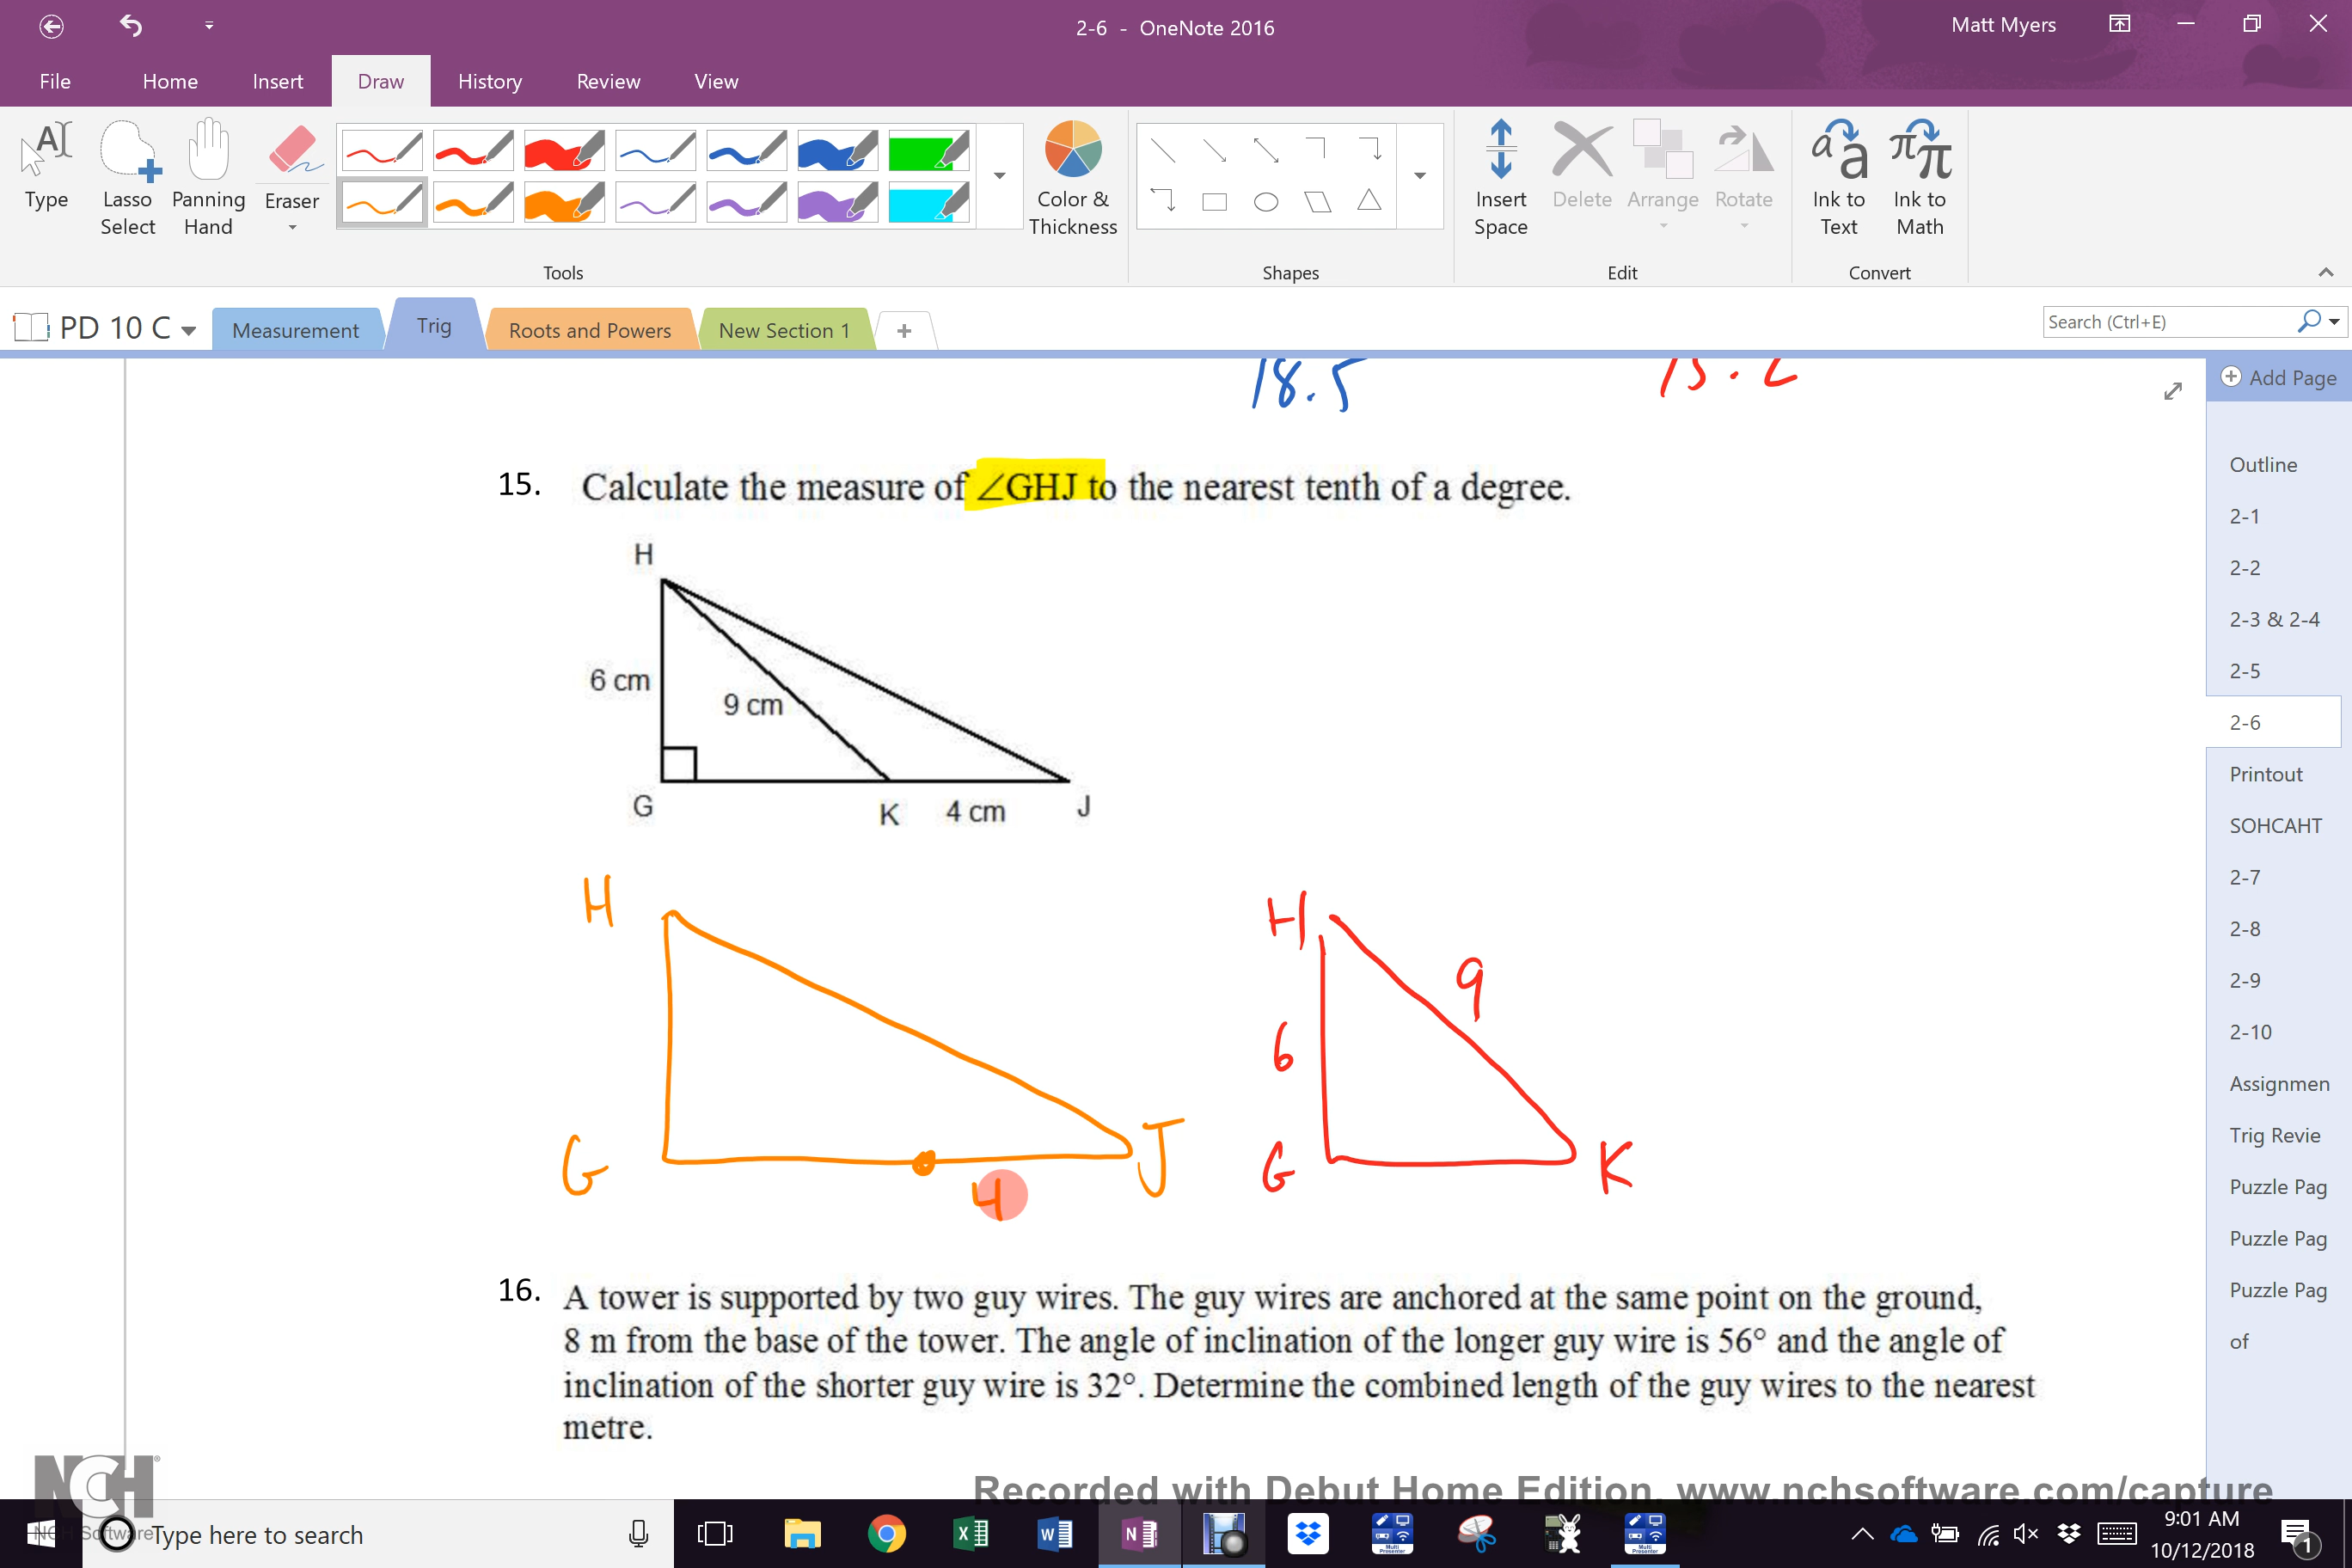 2-6 - OneNote 2016
Matt Myers
File Home Insert Draw History Review View
Type
Lasso Select
Panning Hand
Eraser
Color & Thickness
Insert Space
Delete
Arrange
Rotate
Ink to Text
Ink to Math
Tools
Shapes
Edit
Convert
PD 10 C
Measurement
Trig
Roots and Powers
New Section 1
Search (Ctrl+E)
Add Page
Outline
2-1
2-2
2-3 & 2-4
2-5
2-6
Printout
SOHCAHT
2-7
2-8
2-9
2-10
Assignmen
Trig Revie
Puzzle Pag
Puzzle Pag
Puzzle Pag
of
18.5
15. Calculate the measure of ∠GHJ to the nearest tenth of a degree.
H
6 cm
9 cm
G
K
4 cm
J
H
G
4
J
H
9
6
G
K
16. A tower is supported by two guy wires. The guy wires are anchored at the same point on the ground,
8 m from the base of the tower. The angle of inclination of the longer guy wire is 56° and the angle of
inclination of the shorter guy wire is 32°. Determine the combined length of the guy wires to the nearest
metre.
NCH
NCH Software
Recorded with Debut Home Edition. www.nchsoftware.com/capture
Type here to search
9:01 AM
10/12/2018
1